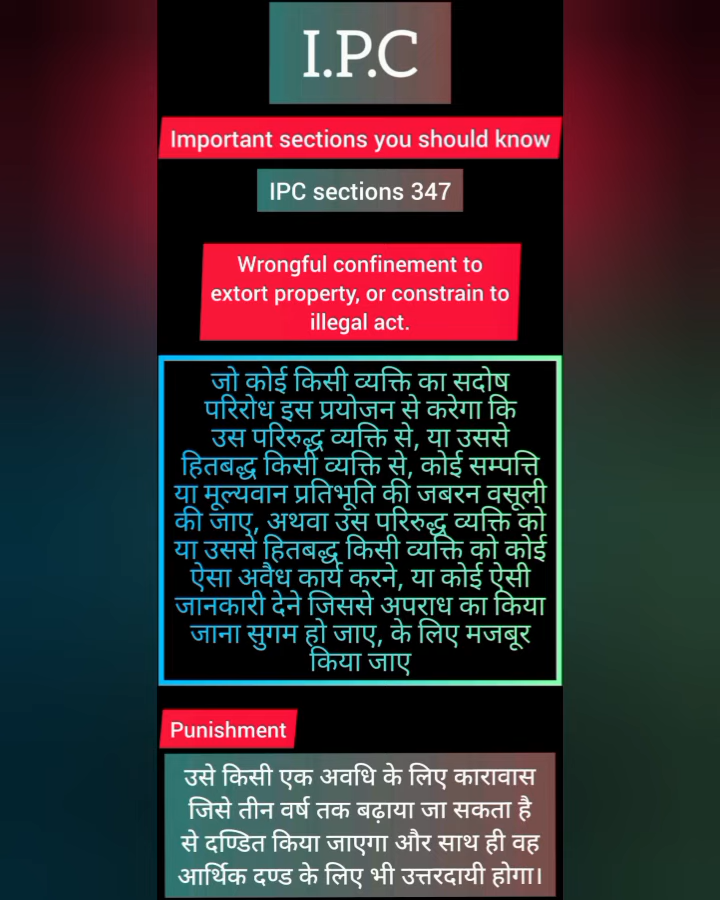 I.P.C
Important sections you should know
IPC sections 347
Wrongful confinement to
extort property, or constrain to
illegal act.
जो कोई किसी व्यक्ति का सदोष
परिरोध इस प्रयोजन से करेगा कि
उस परिरुद्ध व्यक्ति से, या उससे
हितबद्ध किसी व्यक्ति से, कोई सम्पत्ति
या मूल्यवान प्रतिभूति की जबरन वसूली
की जाए, अथवा उस परिरुद्ध व्यक्ति को
या उससे हितबद्ध किसी व्यक्ति को कोई
ऐसा अवैध कार्य करने, या कोई ऐसी
जानकारी देने जिससे अपराध का किया
जाना सुगम हो जाए, के लिए मजबूर
किया जाए
Punishment
उसे किसी एक अवधि के लिए कारावास
जिसे तीन वर्ष तक बढ़ाया जा सकता है
से दण्डित किया जाएगा और साथ ही वह
आर्थिक दण्ड के लिए भी उत्तरदायी होगा।